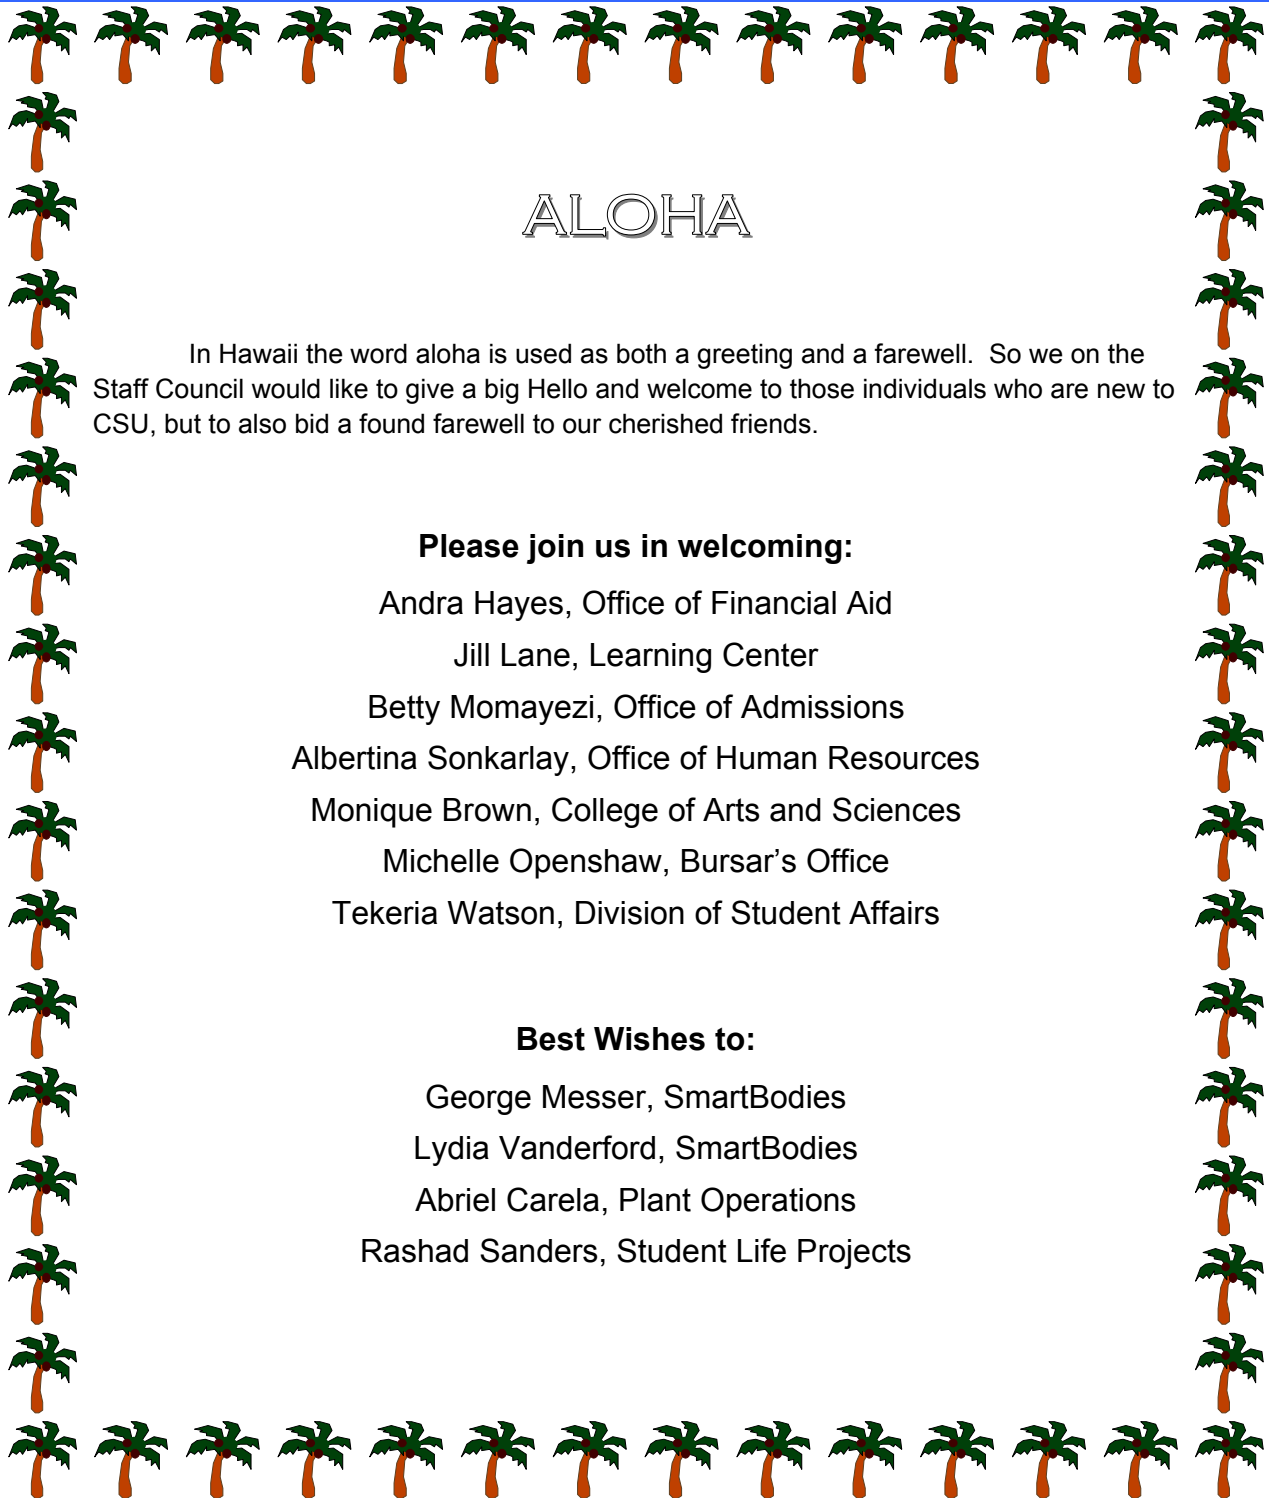 ALOHA
In Hawaii the word aloha is used as both a greeting and a farewell.  So we on the
Staff Council would like to give a big Hello and welcome to those individuals who are new to
CSU, but to also bid a found farewell to our cherished friends.
Please join us in welcoming:
Andra Hayes, Office of Financial Aid
Jill Lane, Learning Center
Betty Momayezi, Office of Admissions
Albertina Sonkarlay, Office of Human Resources
Monique Brown, College of Arts and Sciences
Michelle Openshaw, Bursar’s Office
Tekeria Watson, Division of Student Affairs
Best Wishes to:
George Messer, SmartBodies
Lydia Vanderford, SmartBodies
Abriel Carela, Plant Operations
Rashad Sanders, Student Life Projects